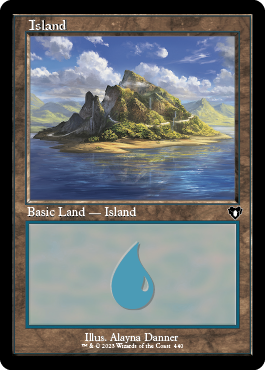 Island
Basic Land — Island
Illus. Alayna Danner
™ & © 2023 Wizards of the Coast 440